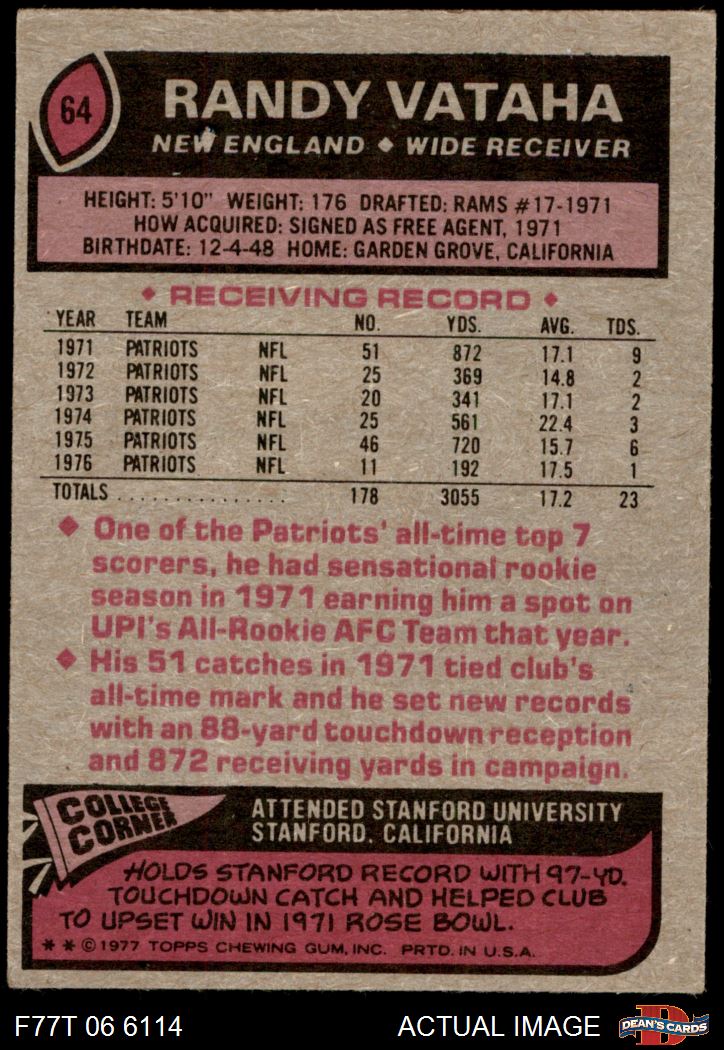 64
RANDY VATAHA
NEW ENGLAND ♦ WIDE RECEIVER
HEIGHT: 5'10" WEIGHT: 176 DRAFTED: RAMS #17-1971
HOW ACQUIRED: SIGNED AS FREE AGENT, 1971
BIRTHDATE: 12-4-48 HOME: GARDEN GROVE, CALIFORNIA
♦ RECEIVING RECORD ♦
YEAR TEAM NO. YDS. AVG. TDS.
1971 PATRIOTS NFL 51 872 17.1 9
1972 PATRIOTS NFL 25 369 14.8 2
1973 PATRIOTS NFL 20 341 17.1 2
1974 PATRIOTS NFL 25 561 22.4 3
1975 PATRIOTS NFL 46 720 15.7 6
1976 PATRIOTS NFL 11 192 17.5 1
TOTALS ................ 178 3055 17.2 23
♦ One of the Patriots' all-time top 7
scorers, he had sensational rookie
season in 1971 earning him a spot on
UPI's All-Rookie AFC Team that year.
♦ His 51 catches in 1971 tied club's
all-time mark and he set new records
with an 88-yard touchdown reception
and 872 receiving yards in campaign.
COLLEGE
CORNER
ATTENDED STANFORD UNIVERSITY
STANFORD, CALIFORNIA
HOLDS STANFORD RECORD WITH 97-YD.
TOUCHDOWN CATCH AND HELPED CLUB
TO UPSET WIN IN 1971 ROSE BOWL.
* * © 1977 TOPPS CHEWING GUM, INC. PRTD. IN U.S.A.
F77T 06 6114 ACTUAL IMAGE
D
DEAN'S CARDS